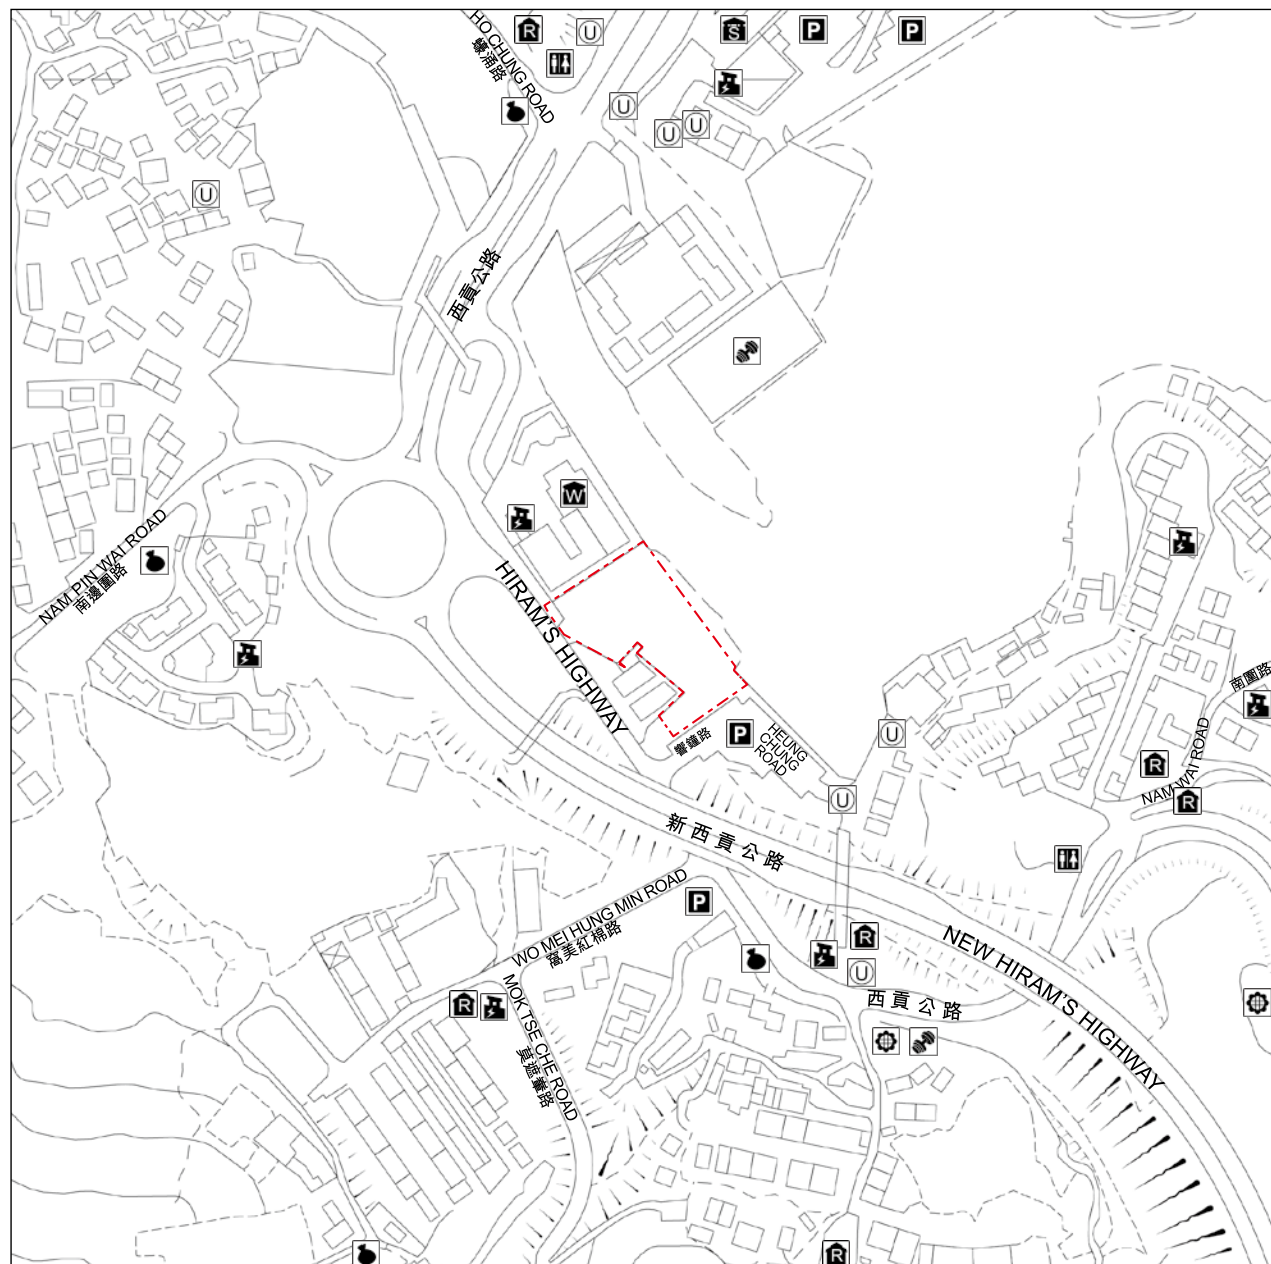 R
U
S
P
P
HO CHUNG ROAD
蠔涌路
U
U
U
U
西貢公路
W
NAM PIN WAI ROAD
南邊圍路
HIRAM'S HIGHWAY
響鐘路
P
HEUNG
CHUNG
ROAD
U
南圍路
NAM WAI ROAD
R
R
U
新西貢公路
WO MEI HUNG MIN ROAD
窩美紅棉路
P
R
U
NEW HIRAM'S HIGHWAY
西貢公路
R
MOK TSE CHE ROAD
莫遮輋路
R